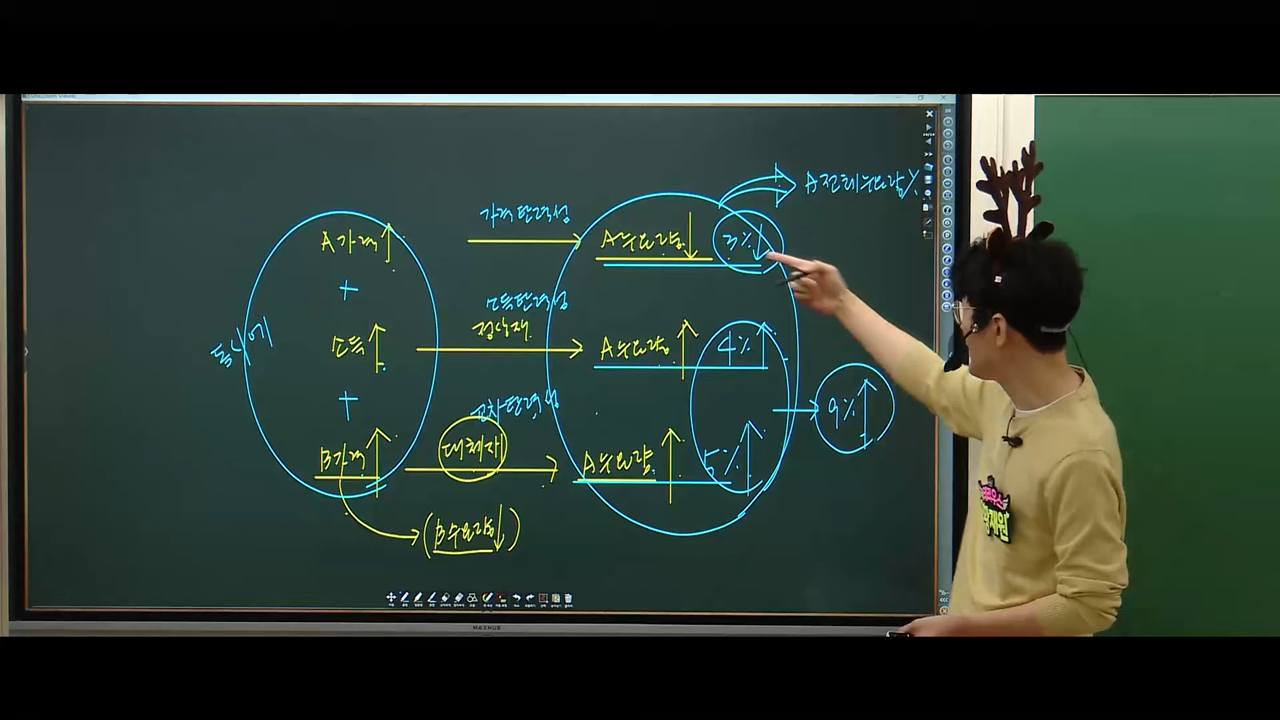 A 전체수요량%
가격탄력성
A가격↑ → A수요량↓ 3%↓
+
소득탄력성
동시에
소득↑ 정상재 → A수요량↑ 4%↑
+
교차탄력성
→ 9%↑
B가격↑ 대체재 → A수요량↑ 5%↑
(B수요량↓)
MAXHUB